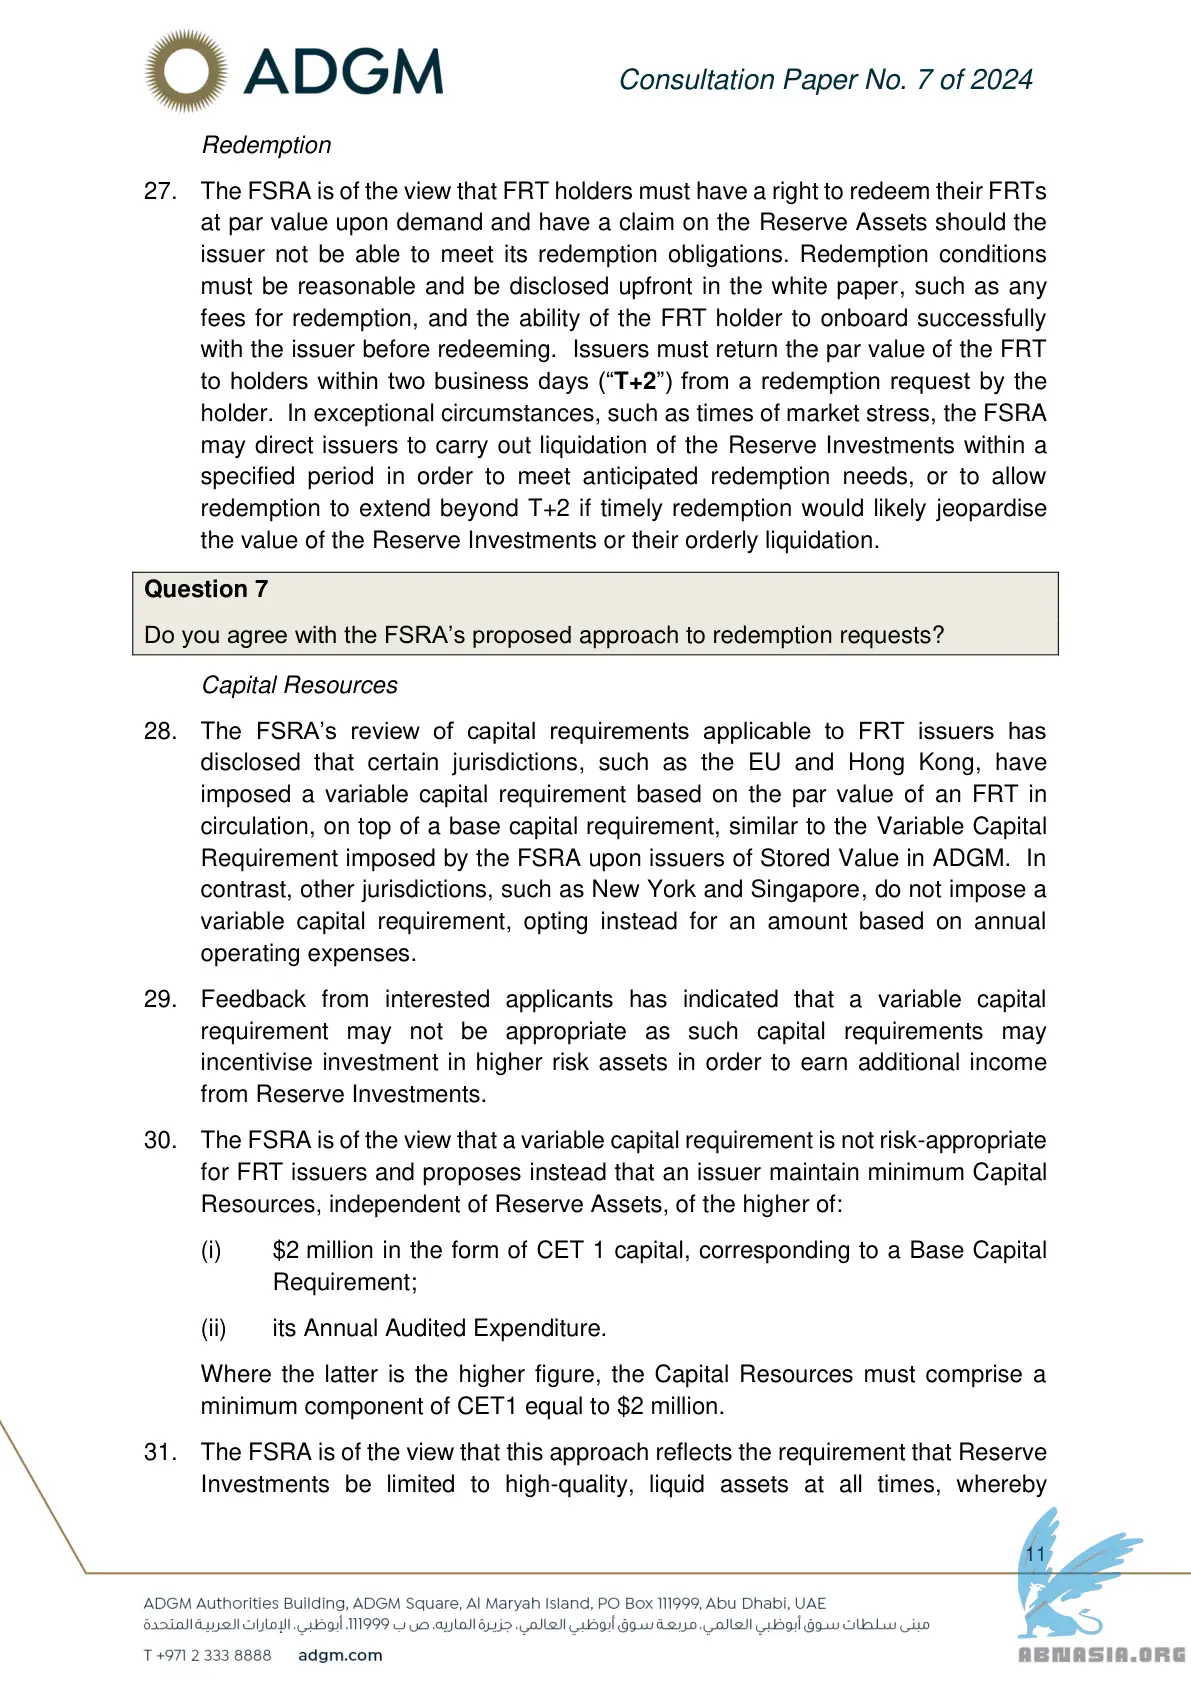 ADGM
Consultation Paper No. 7 of 2024
Redemption
27. The FSRA is of the view that FRT holders must have a right to redeem their FRTs
at par value upon demand and have a claim on the Reserve Assets should the
issuer not be able to meet its redemption obligations. Redemption conditions
must be reasonable and be disclosed upfront in the white paper, such as any
fees for redemption, and the ability of the FRT holder to onboard successfully
with the issuer before redeeming. Issuers must return the par value of the FRT
to holders within two business days (“T+2”) from a redemption request by the
holder. In exceptional circumstances, such as times of market stress, the FSRA
may direct issuers to carry out liquidation of the Reserve Investments within a
specified period in order to meet anticipated redemption needs, or to allow
redemption to extend beyond T+2 if timely redemption would likely jeopardise
the value of the Reserve Investments or their orderly liquidation.
Question 7
Do you agree with the FSRA’s proposed approach to redemption requests?
Capital Resources
28. The FSRA’s review of capital requirements applicable to FRT issuers has
disclosed that certain jurisdictions, such as the EU and Hong Kong, have
imposed a variable capital requirement based on the par value of an FRT in
circulation, on top of a base capital requirement, similar to the Variable Capital
Requirement imposed by the FSRA upon issuers of Stored Value in ADGM. In
contrast, other jurisdictions, such as New York and Singapore, do not impose a
variable capital requirement, opting instead for an amount based on annual
operating expenses.
29. Feedback from interested applicants has indicated that a variable capital
requirement may not be appropriate as such capital requirements may
incentivise investment in higher risk assets in order to earn additional income
from Reserve Investments.
30. The FSRA is of the view that a variable capital requirement is not risk-appropriate
for FRT issuers and proposes instead that an issuer maintain minimum Capital
Resources, independent of Reserve Assets, of the higher of:
(i) $2 million in the form of CET 1 capital, corresponding to a Base Capital
Requirement;
(ii) its Annual Audited Expenditure.
Where the latter is the higher figure, the Capital Resources must comprise a
minimum component of CET1 equal to $2 million.
31. The FSRA is of the view that this approach reflects the requirement that Reserve
Investments be limited to high-quality, liquid assets at all times, whereby
11
ADGM Authorities Building, ADGM Square, Al Maryah Island, PO Box 111999, Abu Dhabi, UAE
مبنى سلطات سوق أبوظبي العالمي، مربعة سوق أبوظبي العالمي، جزيرة الماريه، ص ب 111999، أبوظبي، الإمارات العربية المتحدة
T +971 2 333 8888 adgm.com
ABNASIA.ORG